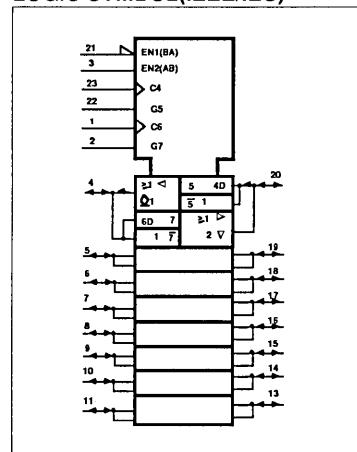 LOGIC SYMBOL(IEEE/IEC)
21 EN1(BA)
3 EN2(AB)
23 C4
22 G5
1 C6
2 G7
4 ≥1 ◁ 5 4D 20
1 5̅ 1
6D 7 ≥1 ▷
1 7̅ 2 ▽
5 19
6 18
7 17
8 16
9 15
10 14
11 13